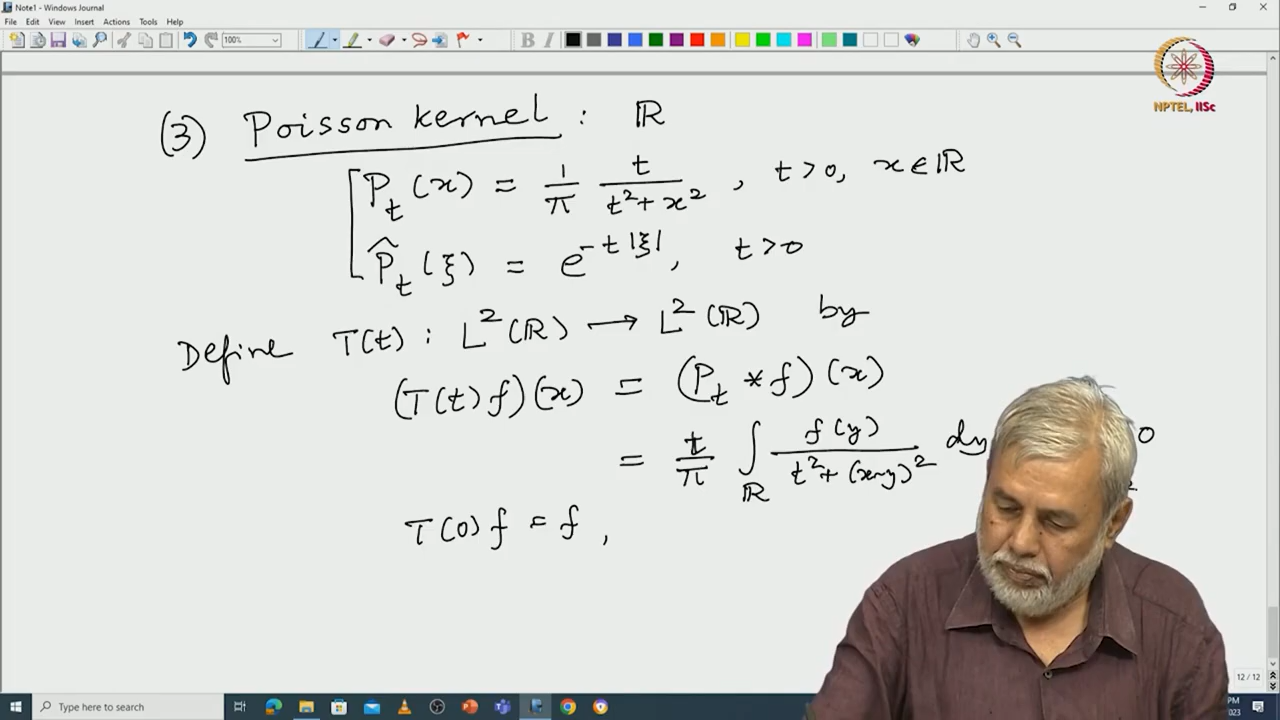 Note1 - Windows Journal
File Edit View Insert Actions Tools Help
100%
NPTEL, IISc
(3) Poisson kernel : ℝ
P_t(x) = 1/π t/(t²+x²) , t>0, x∈ℝ
P̂_t(ξ) = e^{-t|ξ|}, t>0
Define T(t) : L²(ℝ) → L²(ℝ) by
(T(t)f)(x) = (P_t * f)(x)
= t/π ∫_ℝ f(y)/(t²+(x-y)²) dy 0
T(0)f = f ,
12 / 12
Type here to search